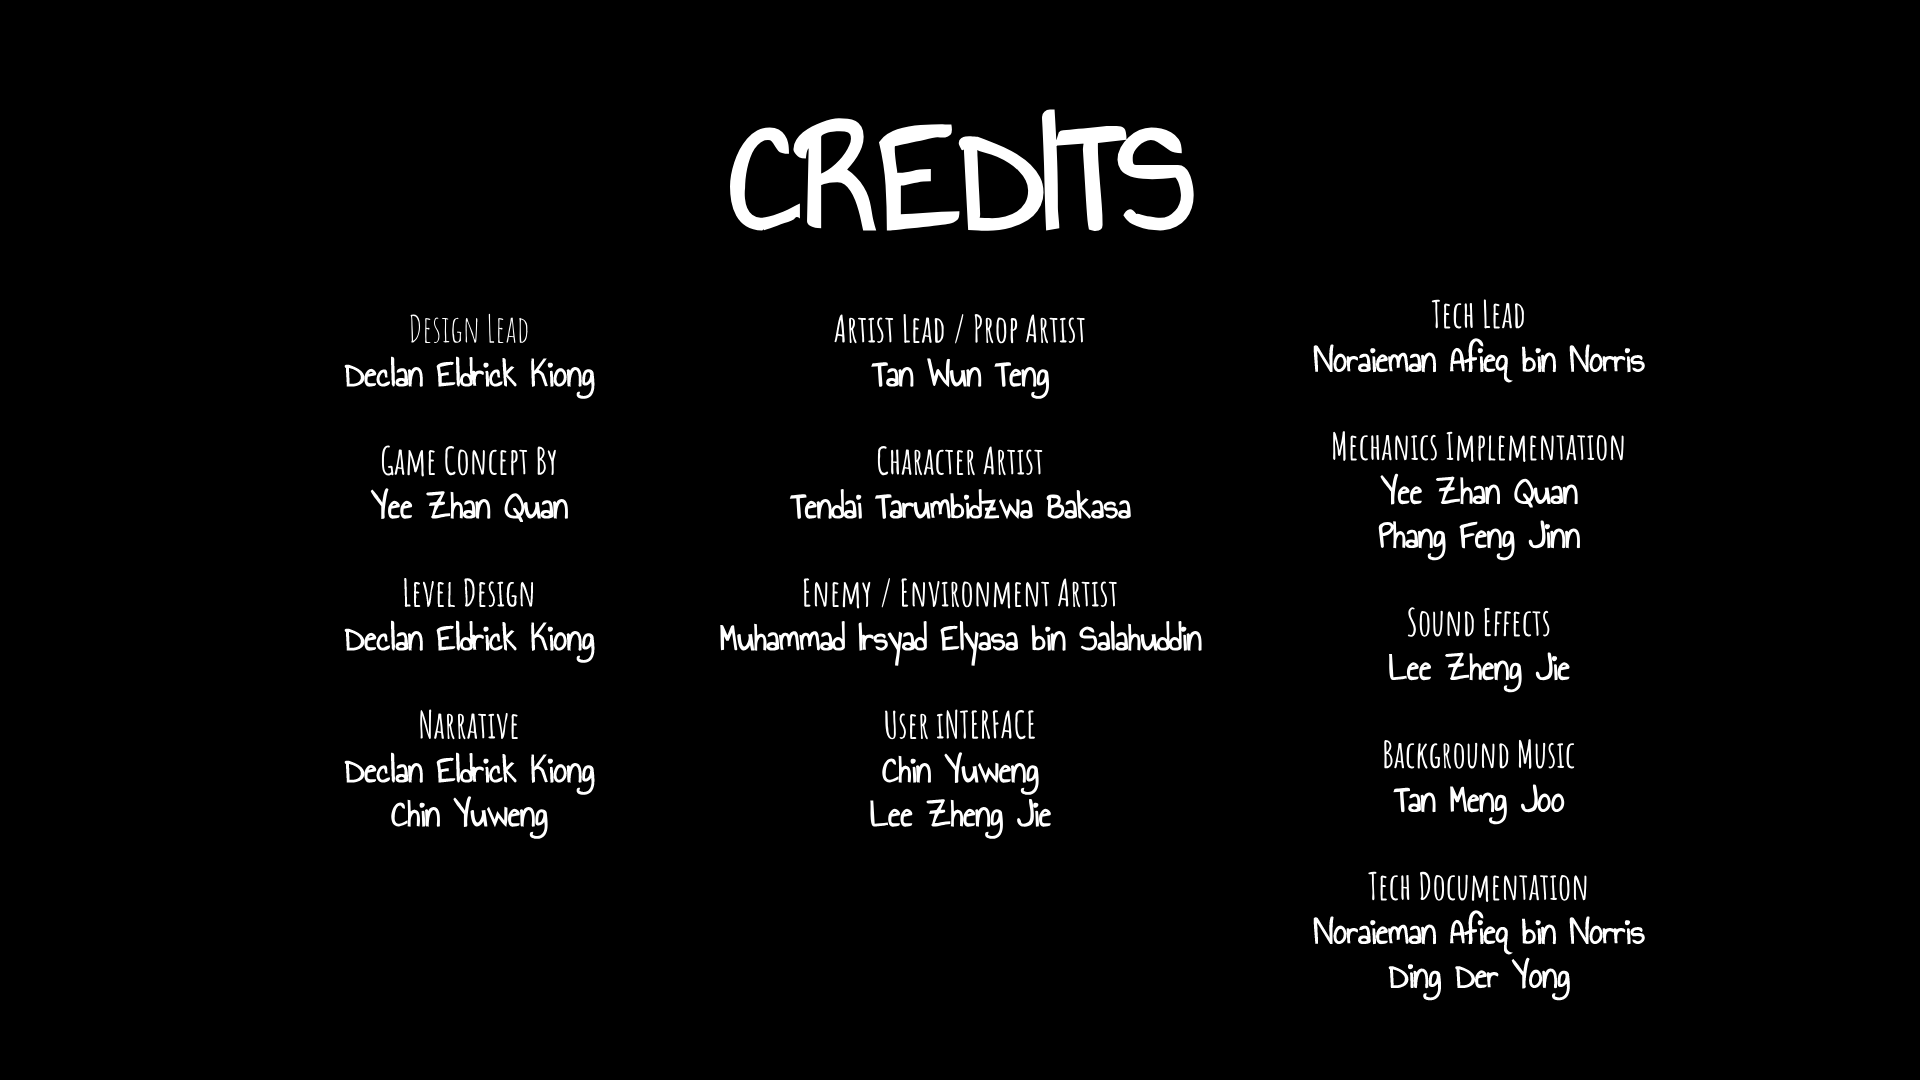 CREDITS
Design Lead
Declan Eldrick Kiong
Game Concept By
Yee Zhan Quan
Level Design
Declan Eldrick Kiong
Narrative
Declan Eldrick Kiong
Chin Yuweng
Artist Lead / Prop Artist
Tan Wun Teng
Character Artist
Tendai Tarumbidzwa Bakasa
Enemy / Environment Artist
Muhammad Irsyad Elyasa bin Salahuddin
User iNTERFACE
Chin Yuweng
Lee Zheng Jie
Tech Lead
Noraieman Afieq bin Norris
Mechanics Implementation
Yee Zhan Quan
Phang Feng Jinn
Sound Effects
Lee Zheng Jie
Background Music
Tan Meng Joo
Tech Documentation
Noraieman Afieq bin Norris
Ding Der Yong